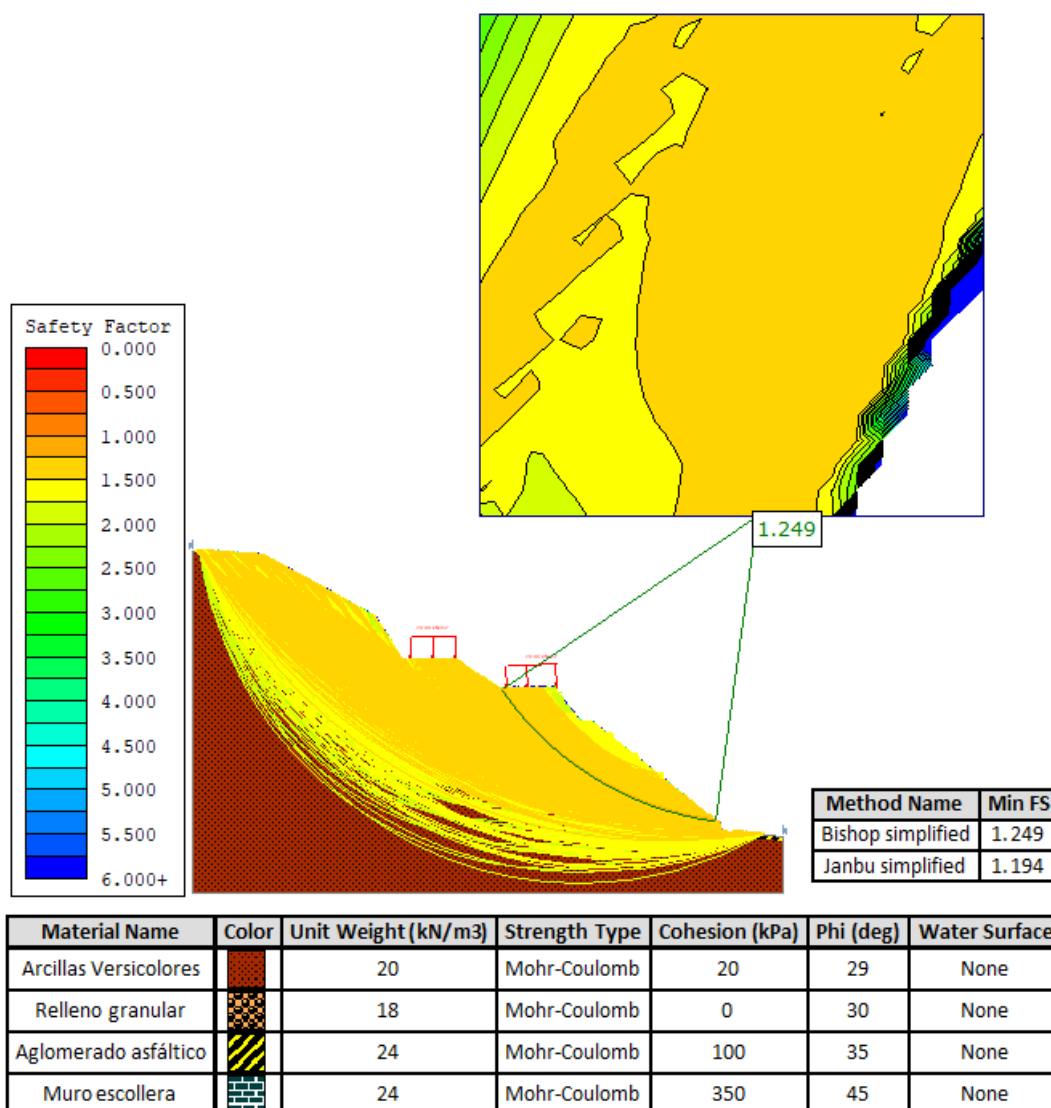 Safety Factor
0.000
0.500
1.000
1.500
2.000
2.500
3.000
3.500
4.000
4.500
5.000
5.500
6.000+
1.249
Method Name Min FS
Bishop simplified 1.249
Janbu simplified 1.194
Material Name Color Unit Weight (kN/m3) Strength Type Cohesion (kPa) Phi (deg) Water Surface
Arcillas Versicolores 20 Mohr-Coulomb 20 29 None
Relleno granular 18 Mohr-Coulomb 0 30 None
Aglomerado asfáltico 24 Mohr-Coulomb 100 35 None
Muro escollera 24 Mohr-Coulomb 350 45 None